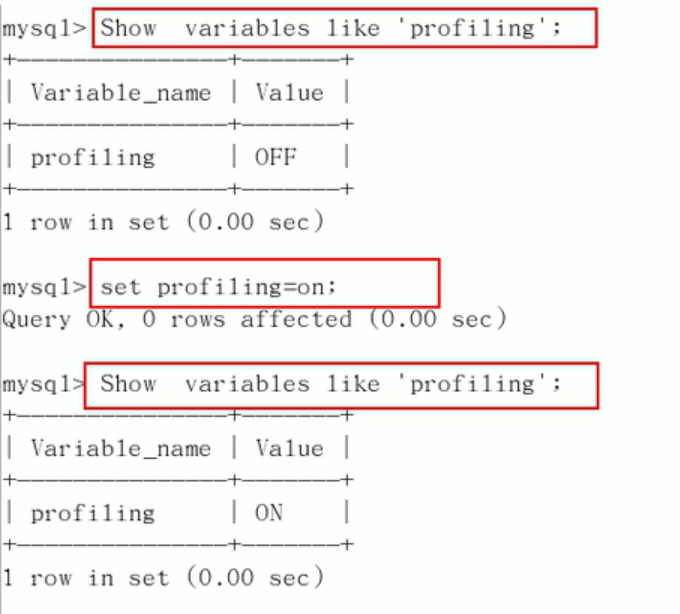 mysql> Show  variables like 'profiling';
+---------------+-------+
| Variable_name | Value |
+---------------+-------+
| profiling     | OFF   |
+---------------+-------+
1 row in set (0.00 sec)
mysql> set profiling=on;
Query OK, 0 rows affected (0.00 sec)
mysql> Show  variables like 'profiling';
+---------------+-------+
| Variable_name | Value |
+---------------+-------+
| profiling     | ON    |
+---------------+-------+
1 row in set (0.00 sec)